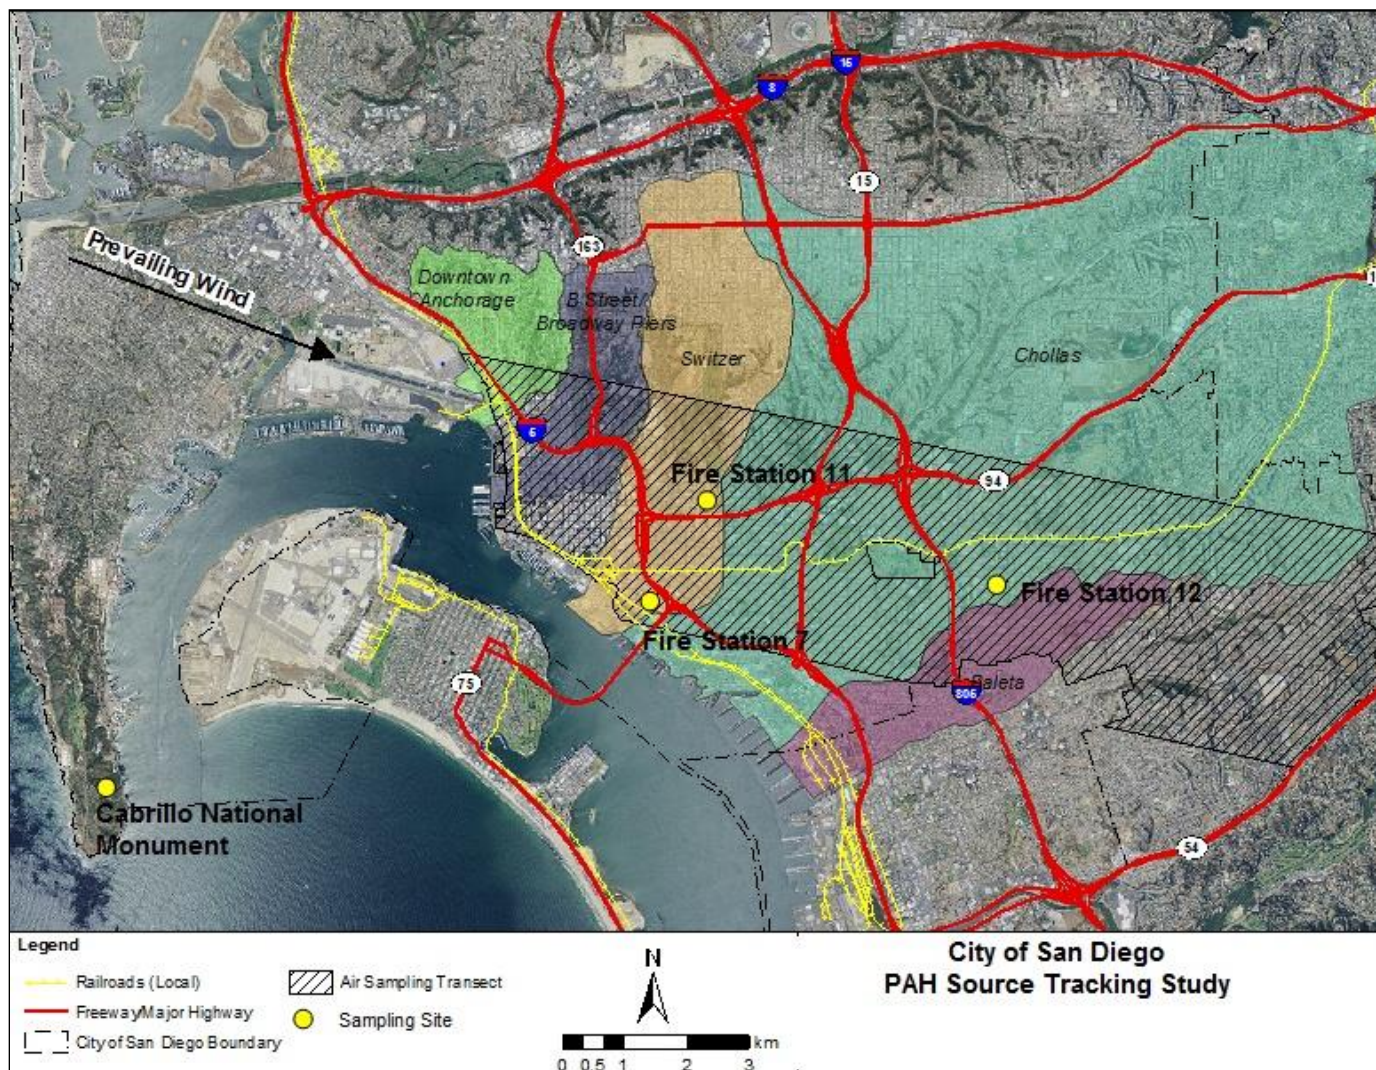 15
8
15
163
Prevailing Wind
Downtown
Anchorage
B Street/
Broadway Piers
Switzer
Chollas
1
5
Fire Station 11
94
Fire Station 12
Fire Station 7
75
805
Paleta
Cabrillo National
Monument
54
Legend
Railroads (Local)
Freeway/Major Highway
City of San Diego Boundary
Air Sampling Transect
Sampling Site
N
km
0 0.5 1 2 3
City of San Diego
PAH Source Tracking Study